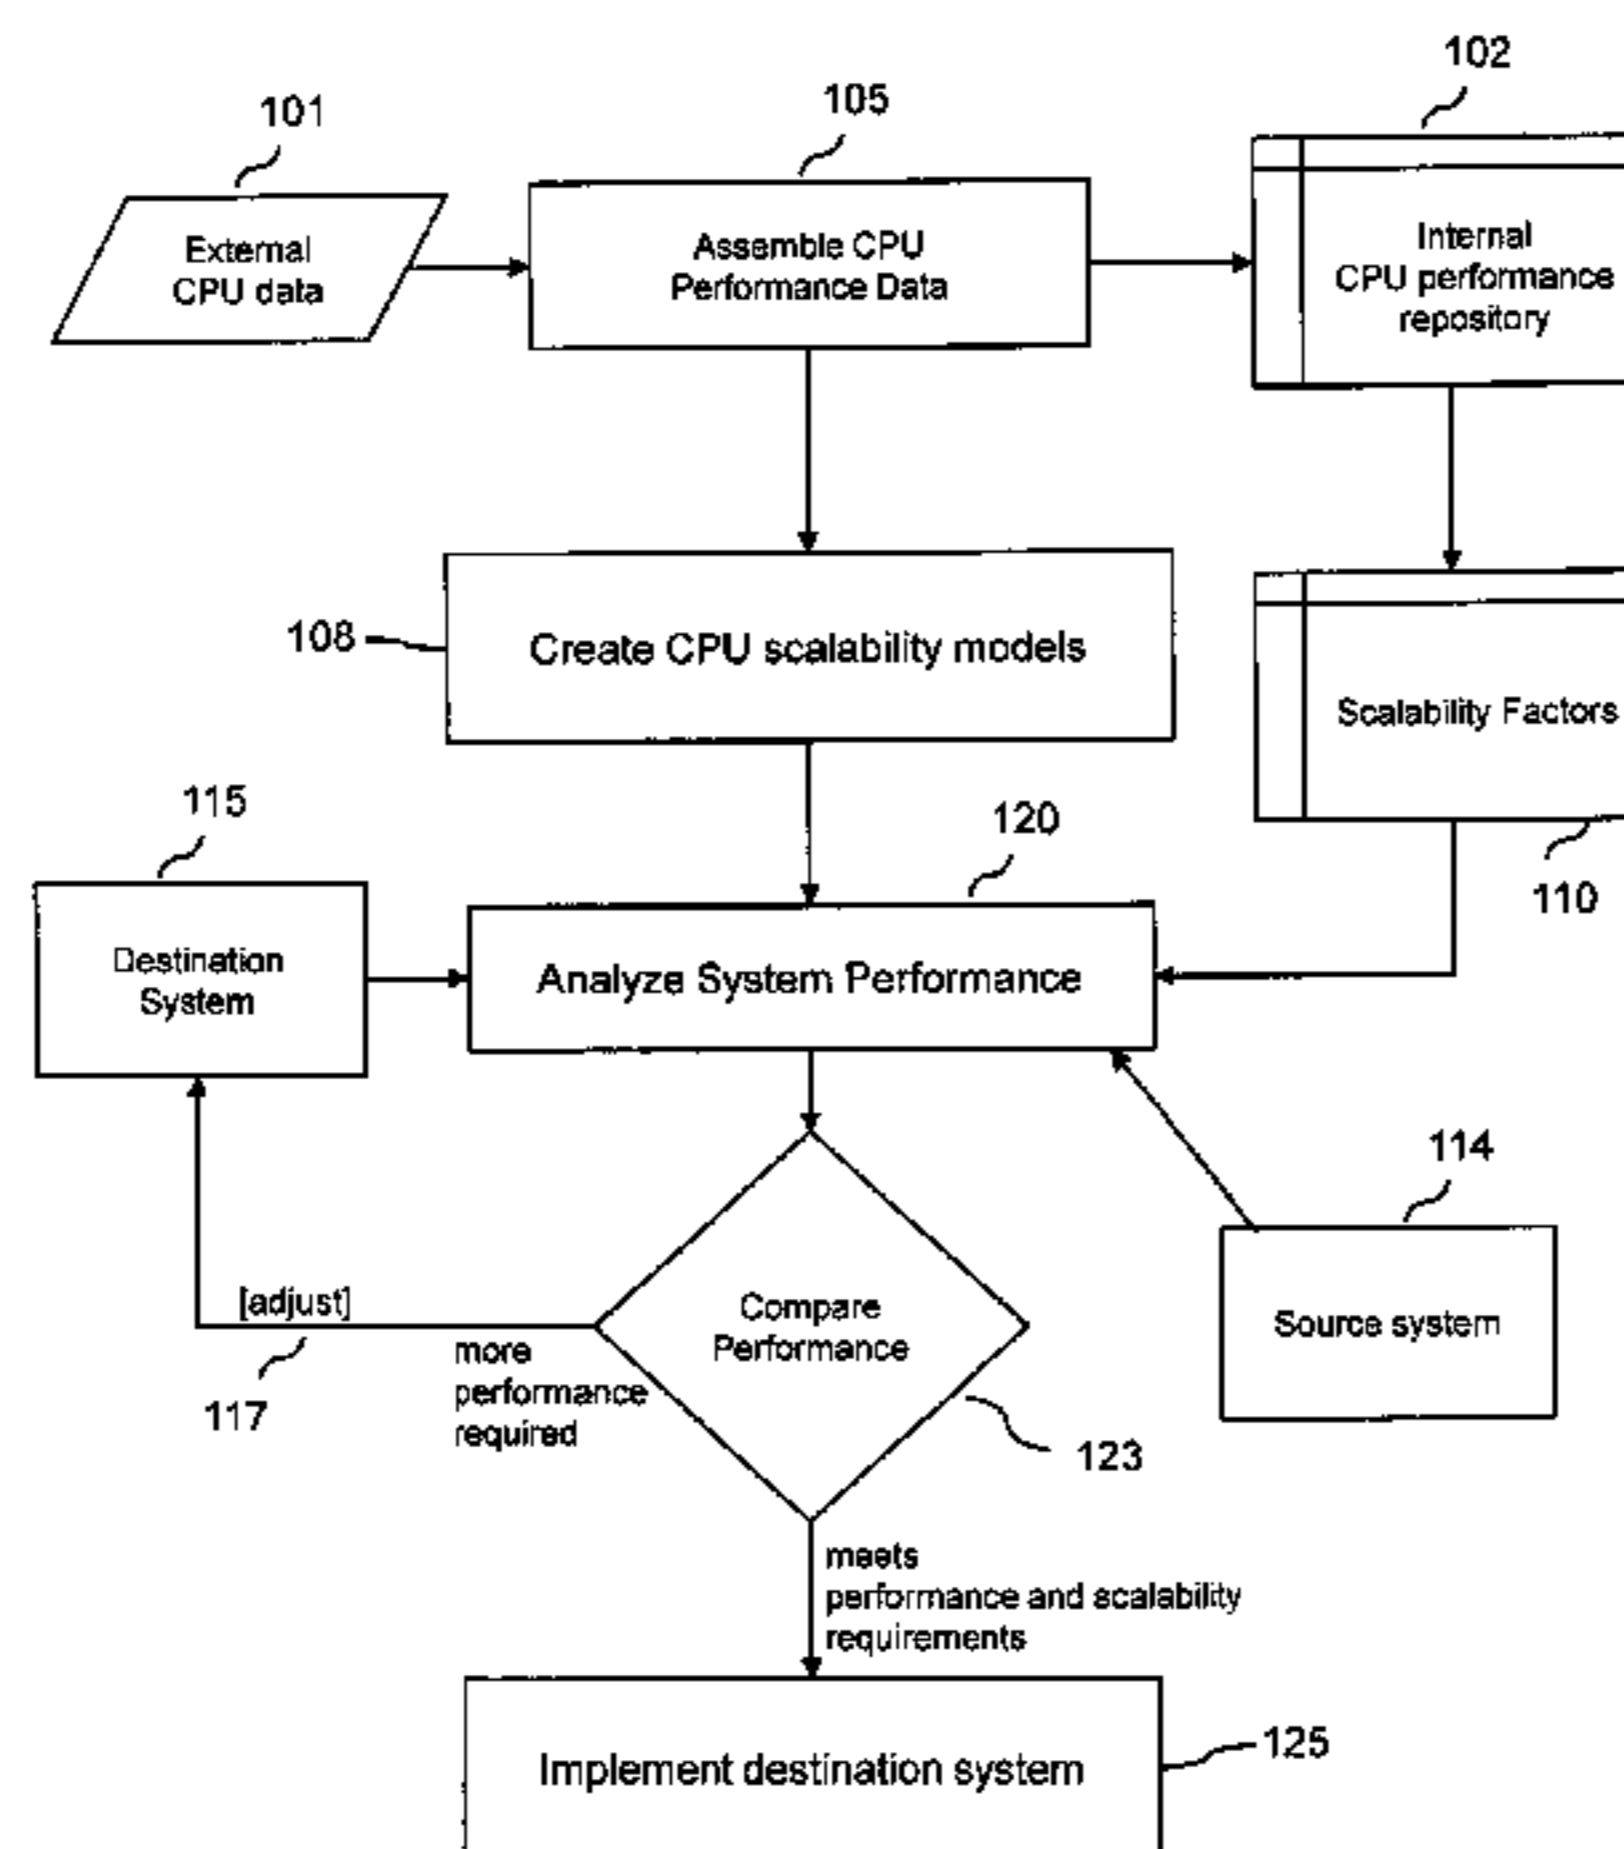 102
105
101
External
CPU data
Assemble CPU
Performance Data
Internal
CPU performance
repository
108
Create CPU scalability models
Scalability Factors
115
120
110
Destination
System
Analyze System Performance
114
[adjust]
117
more
performance
required
Compare
Performance
Source system
123
meets
performance and scalability
requirements
Implement destination system
125